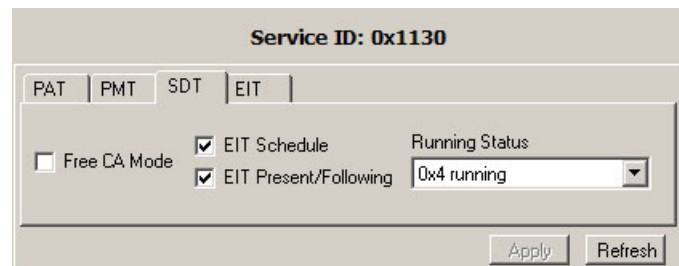 Service ID: 0x1130
PAT PMT SDT EIT
Free CA Mode
EIT Schedule
EIT Present/Following
Running Status
0x4 running
Apply Refresh